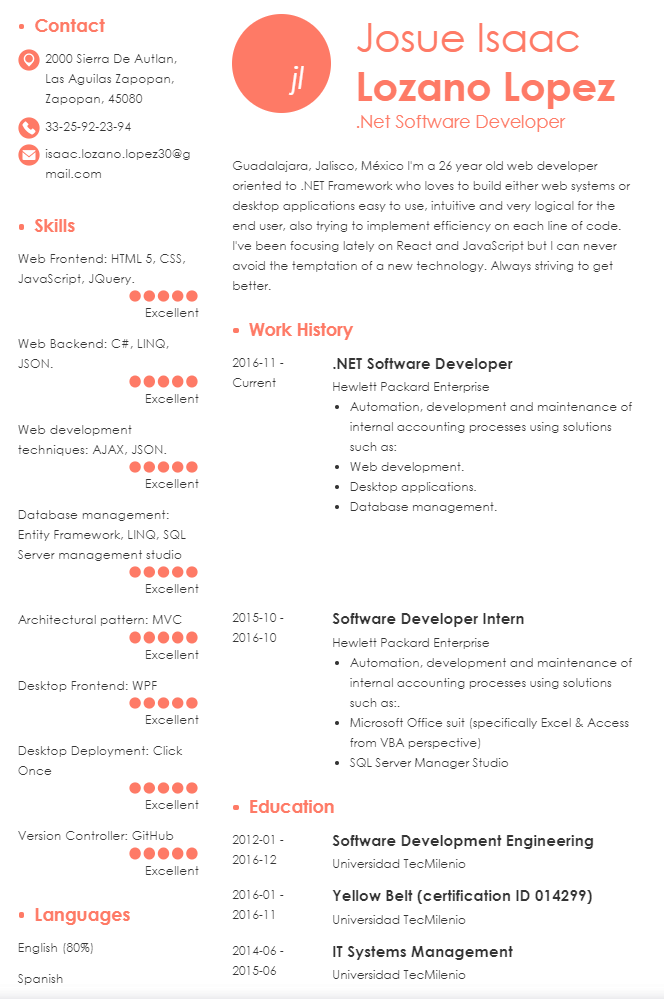 Contact
2000 Sierra De Autlan,
Las Aguilas Zapopan,
Zapopan, 45080
33-25-92-23-94
isaac.lozano.lopez30@g
mail.com
Skills
Web Frontend: HTML 5, CSS,
JavaScript, JQuery.
Excellent
Web Backend: C#, LINQ,
JSON.
Excellent
Web development
techniques: AJAX, JSON.
Excellent
Database management:
Entity Framework, LINQ, SQL
Server management studio
Excellent
Architectural pattern: MVC
Excellent
Desktop Frontend: WPF
Excellent
Desktop Deployment: Click
Once
Excellent
Version Controller: GitHub
Excellent
Languages
English (80%)
Spanish
jl
Josue Isaac
Lozano Lopez
.Net Software Developer
Guadalajara, Jalisco, México I'm a 26 year old web developer
oriented to .NET Framework who loves to build either web systems or
desktop applications easy to use, intuitive and very logical for the
end user, also trying to implement efficiency on each line of code.
I've been focusing lately on React and JavaScript but I can never
avoid the temptation of a new technology. Always striving to get
better.
Work History
2016-11 -
Current
.NET Software Developer
Hewlett Packard Enterprise
• Automation, development and maintenance of
internal accounting processes using solutions
such as:
• Web development.
• Desktop applications.
• Database management.
2015-10 -
2016-10
Software Developer Intern
Hewlett Packard Enterprise
• Automation, development and maintenance of
internal accounting processes using solutions
such as:.
• Microsoft Office suit (specifically Excel & Access
from VBA perspective)
• SQL Server Manager Studio
Education
2012-01 -
2016-12
Software Development Engineering
Universidad TecMilenio
2016-01 -
2016-11
Yellow Belt (certification ID 014299)
Universidad TecMilenio
2014-06 -
2015-06
IT Systems Management
Universidad TecMilenio